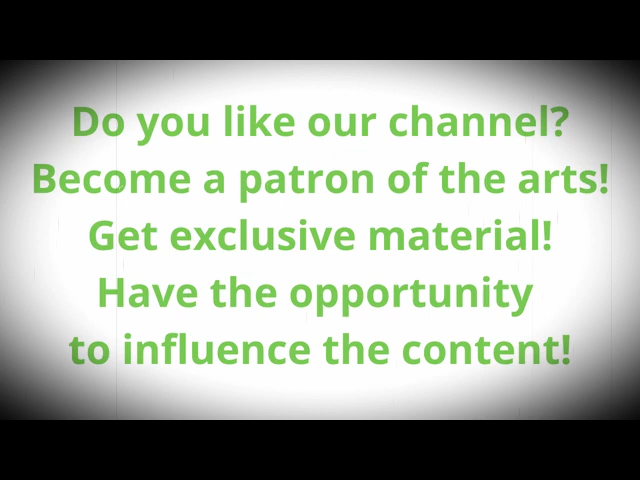 Do you like our channel?
Become a patron of the arts!
Get exclusive material!
Have the opportunity
to influence the content!